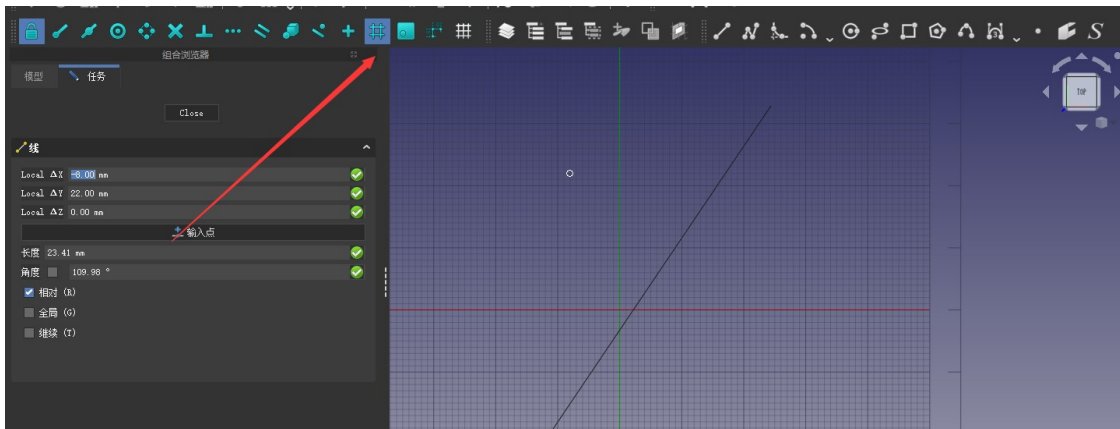 组合浏览器
模型 任务
Close
线
Local ΔX -8.00 mm
Local ΔY 22.00 mm
Local ΔZ 0.00 mm
输入点
长度 23.41 mm
角度 109.98 °
相对 (R)
全局 (G)
继续 (T)
TOP